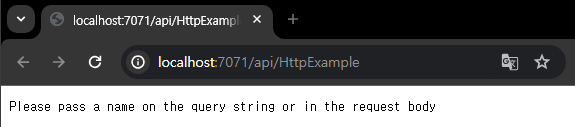 localhost:7071/api/HttpExampl
localhost:7071/api/HttpExample
Please pass a name on the query string or in the request body